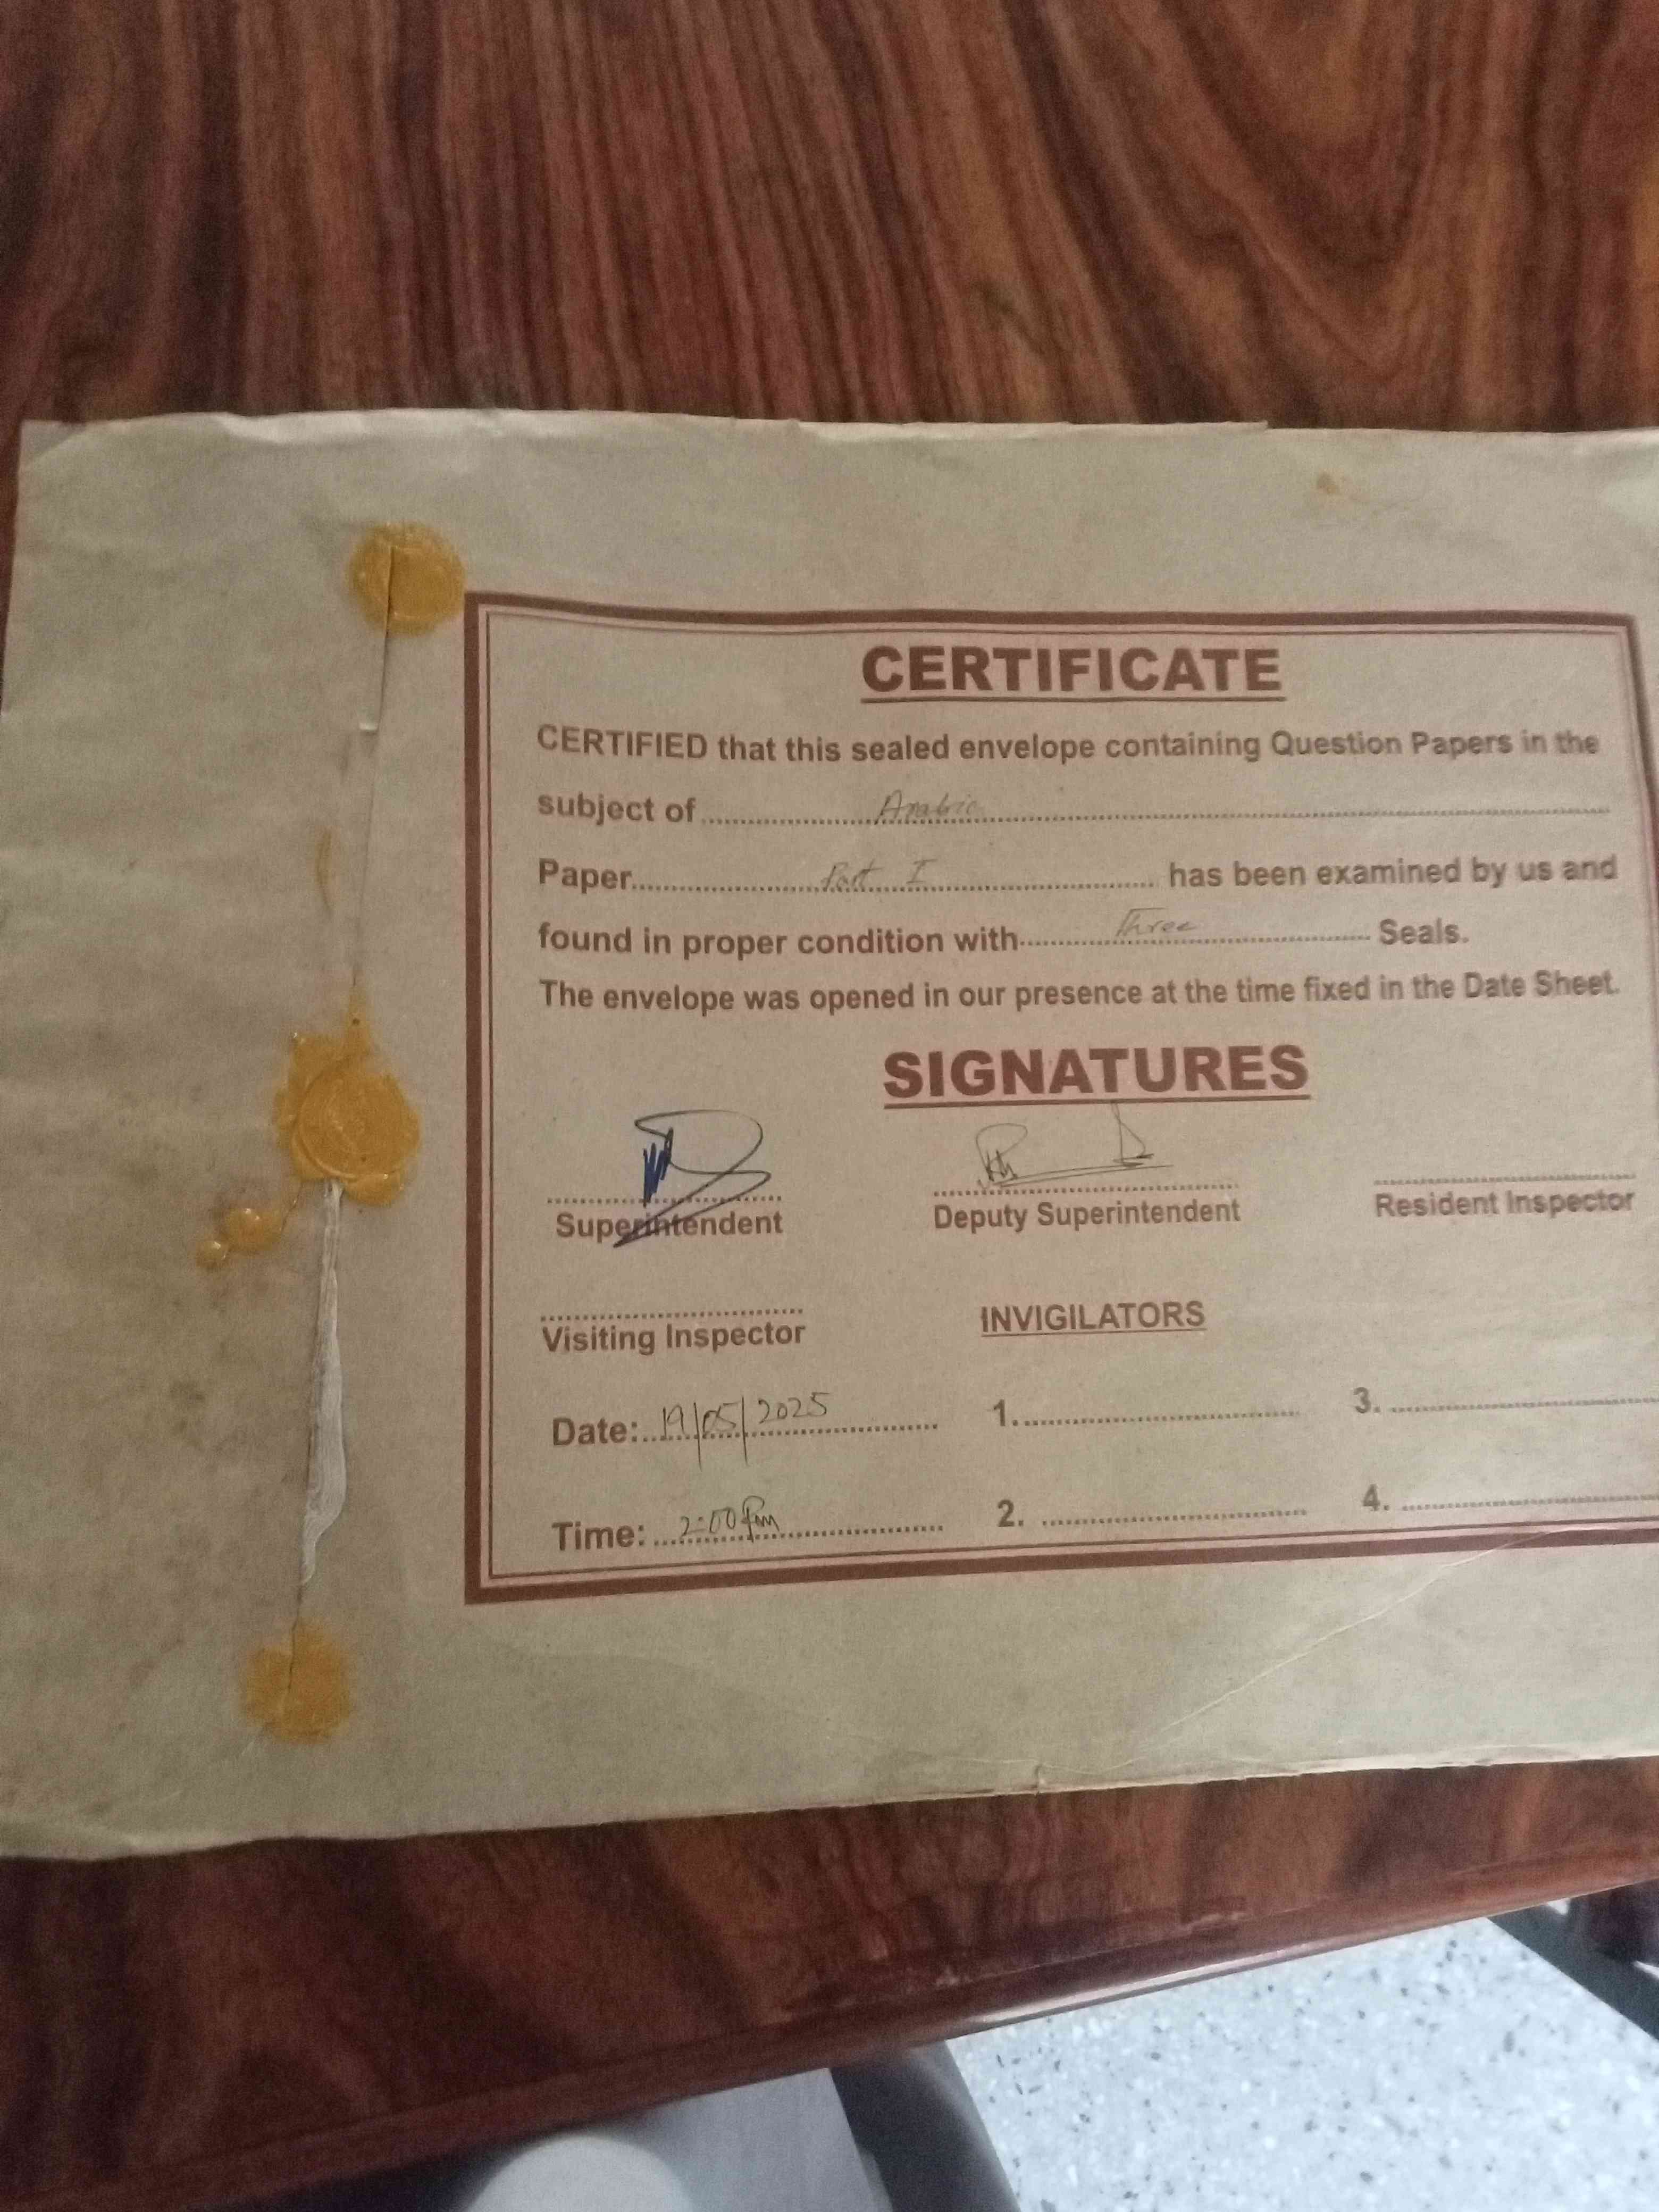 CERTIFICATE
CERTIFIED that this sealed envelope containing Question Papers in the
subject of Arabic
Paper Part I has been examined by us and
found in proper condition with Three Seals.
The envelope was opened in our presence at the time fixed in the Date Sheet.
SIGNATURES
Superintendent Deputy Superintendent Resident Inspector
Visiting Inspector INVIGILATORS
Date: 19/05/2025 1. 3.
Time: 2:00 Pm 2. 4.